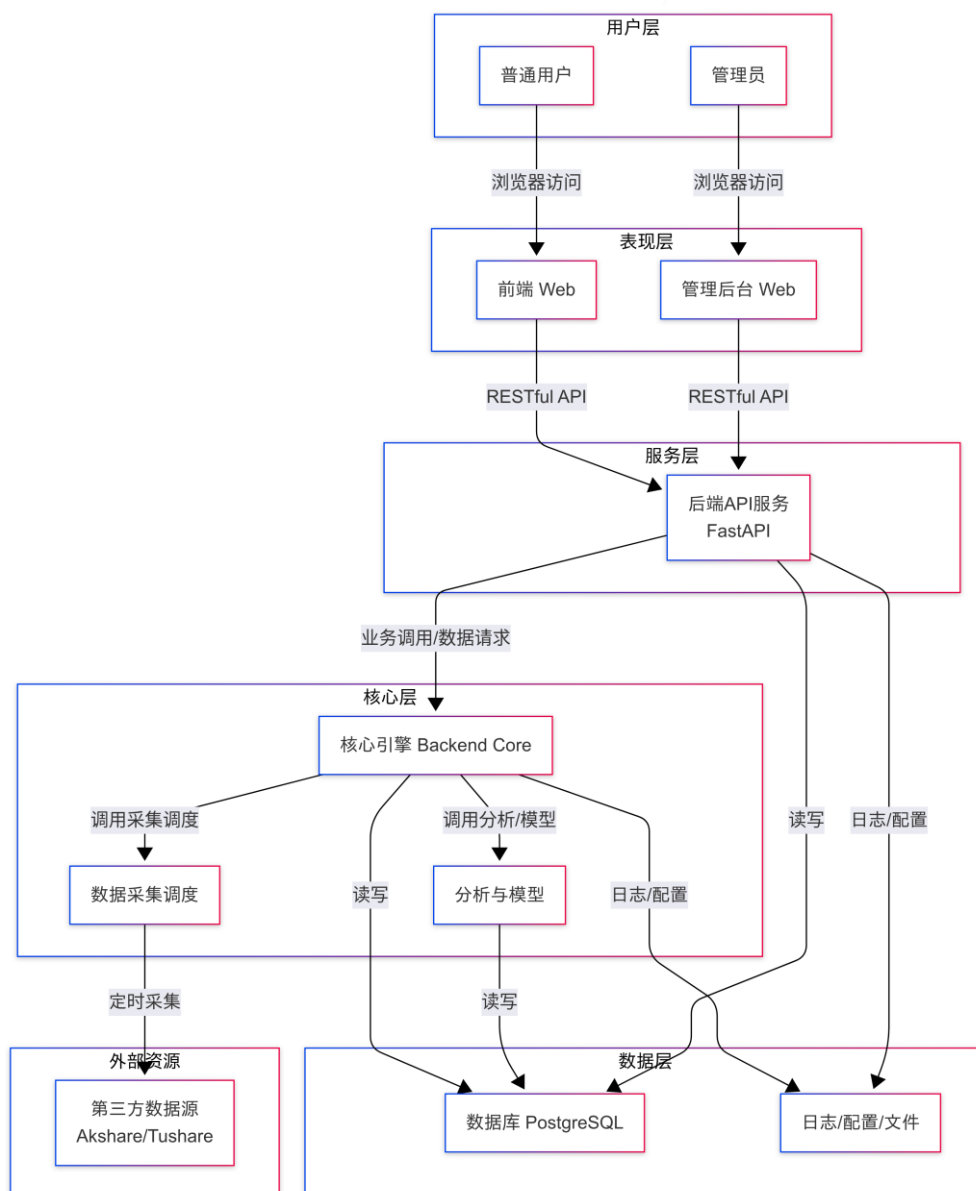 用户层
普通用户
管理员
浏览器访问
浏览器访问
表现层
前端 Web
管理后台 Web
RESTful API
RESTful API
服务层
后端API服务
FastAPI
业务调用/数据请求
核心层
核心引擎 Backend Core
调用采集调度
调用分析/模型
读写
日志/配置
数据采集调度
读写
分析与模型
日志/配置
定时采集
读写
外部资源
数据层
第三方数据源
Akshare/Tushare
数据库 PostgreSQL
日志/配置/文件